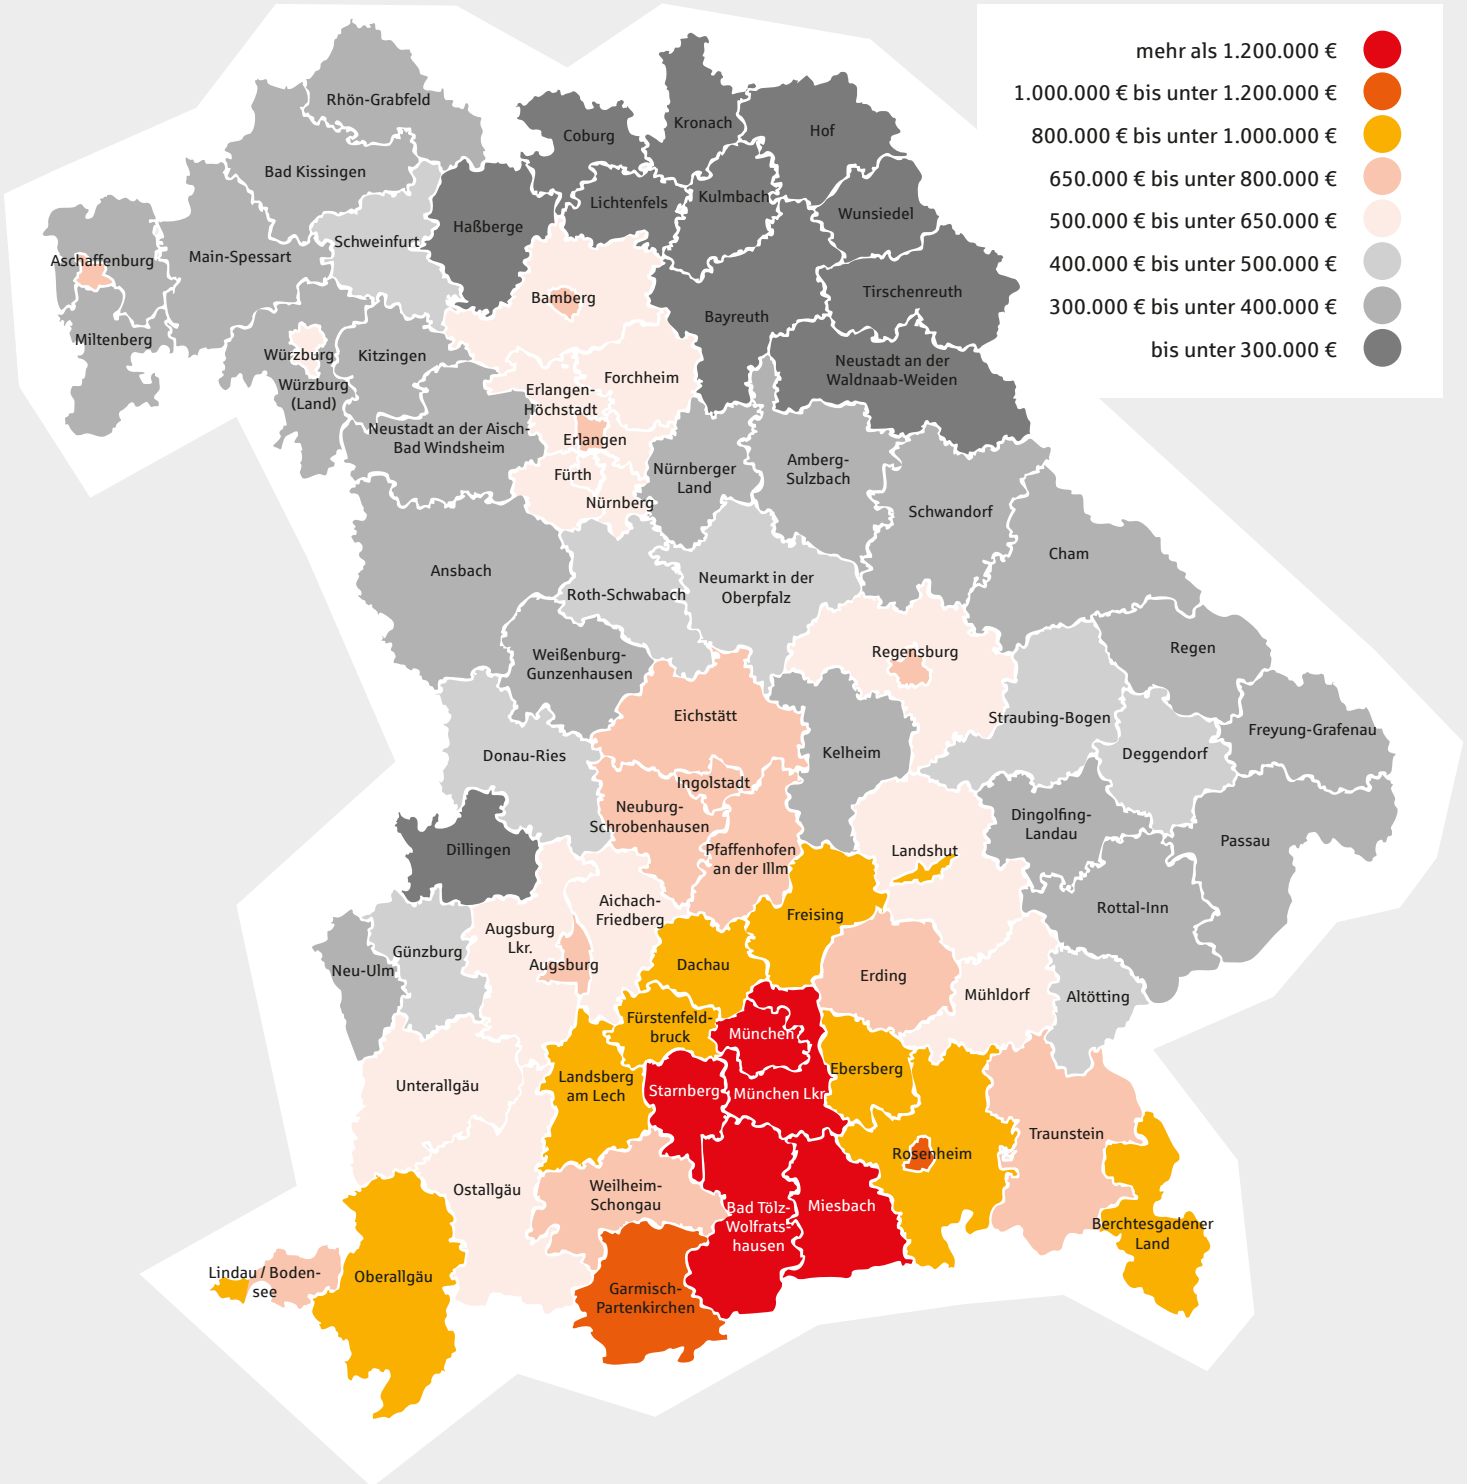 mehr als 1.200.000 €
1.000.000 € bis unter 1.200.000 €
800.000 € bis unter 1.000.000 €
650.000 € bis unter 800.000 €
500.000 € bis unter 650.000 €
400.000 € bis unter 500.000 €
300.000 € bis unter 400.000 €
bis unter 300.000 €
Rhön-Grabfeld
Coburg
Kronach
Hof
Bad Kissingen
Lichtenfels
Kulmbach
Wunsiedel
Haßberge
Schweinfurt
Main-Spessart
Aschaffenburg
Bamberg
Tirschenreuth
Bayreuth
Miltenberg
Würzburg
Kitzingen
Würzburg
(Land)
Forchheim
Erlangen-
Höchstadt
Neustadt an der
Waldnaab-Weiden
Neustadt an der Aisch-
Bad Windsheim
Erlangen
Fürth
Nürnberg
Nürnberger
Land
Amberg-
Sulzbach
Schwandorf
Cham
Ansbach
Roth-Schwabach
Neumarkt in der
Oberpfalz
Weißenburg-
Gunzenhausen
Regensburg
Regen
Eichstätt
Straubing-Bogen
Freyung-Grafenau
Donau-Ries
Kelheim
Deggendorf
Ingolstadt
Neuburg-
Schrobenhausen
Dingolfing-
Landau
Passau
Dillingen
Pfaffenhofen
an der Illm
Landshut
Aichach-
Friedberg
Freising
Rottal-Inn
Augsburg
Lkr.
Augsburg
Günzburg
Neu-Ulm
Dachau
Erding
Mühldorf
Altötting
Fürstenfeld-
bruck
München
Ebersberg
Unterallgäu
Landsberg
am Lech
Starnberg
München Lkr.
Traunstein
Rosenheim
Ostallgäu
Weilheim-
Schongau
Bad Tölz-
Wolfrats-
hausen
Miesbach
Berchtesgadener
Land
Lindau / Boden-
see
Oberallgäu
Garmisch-
Partenkirchen